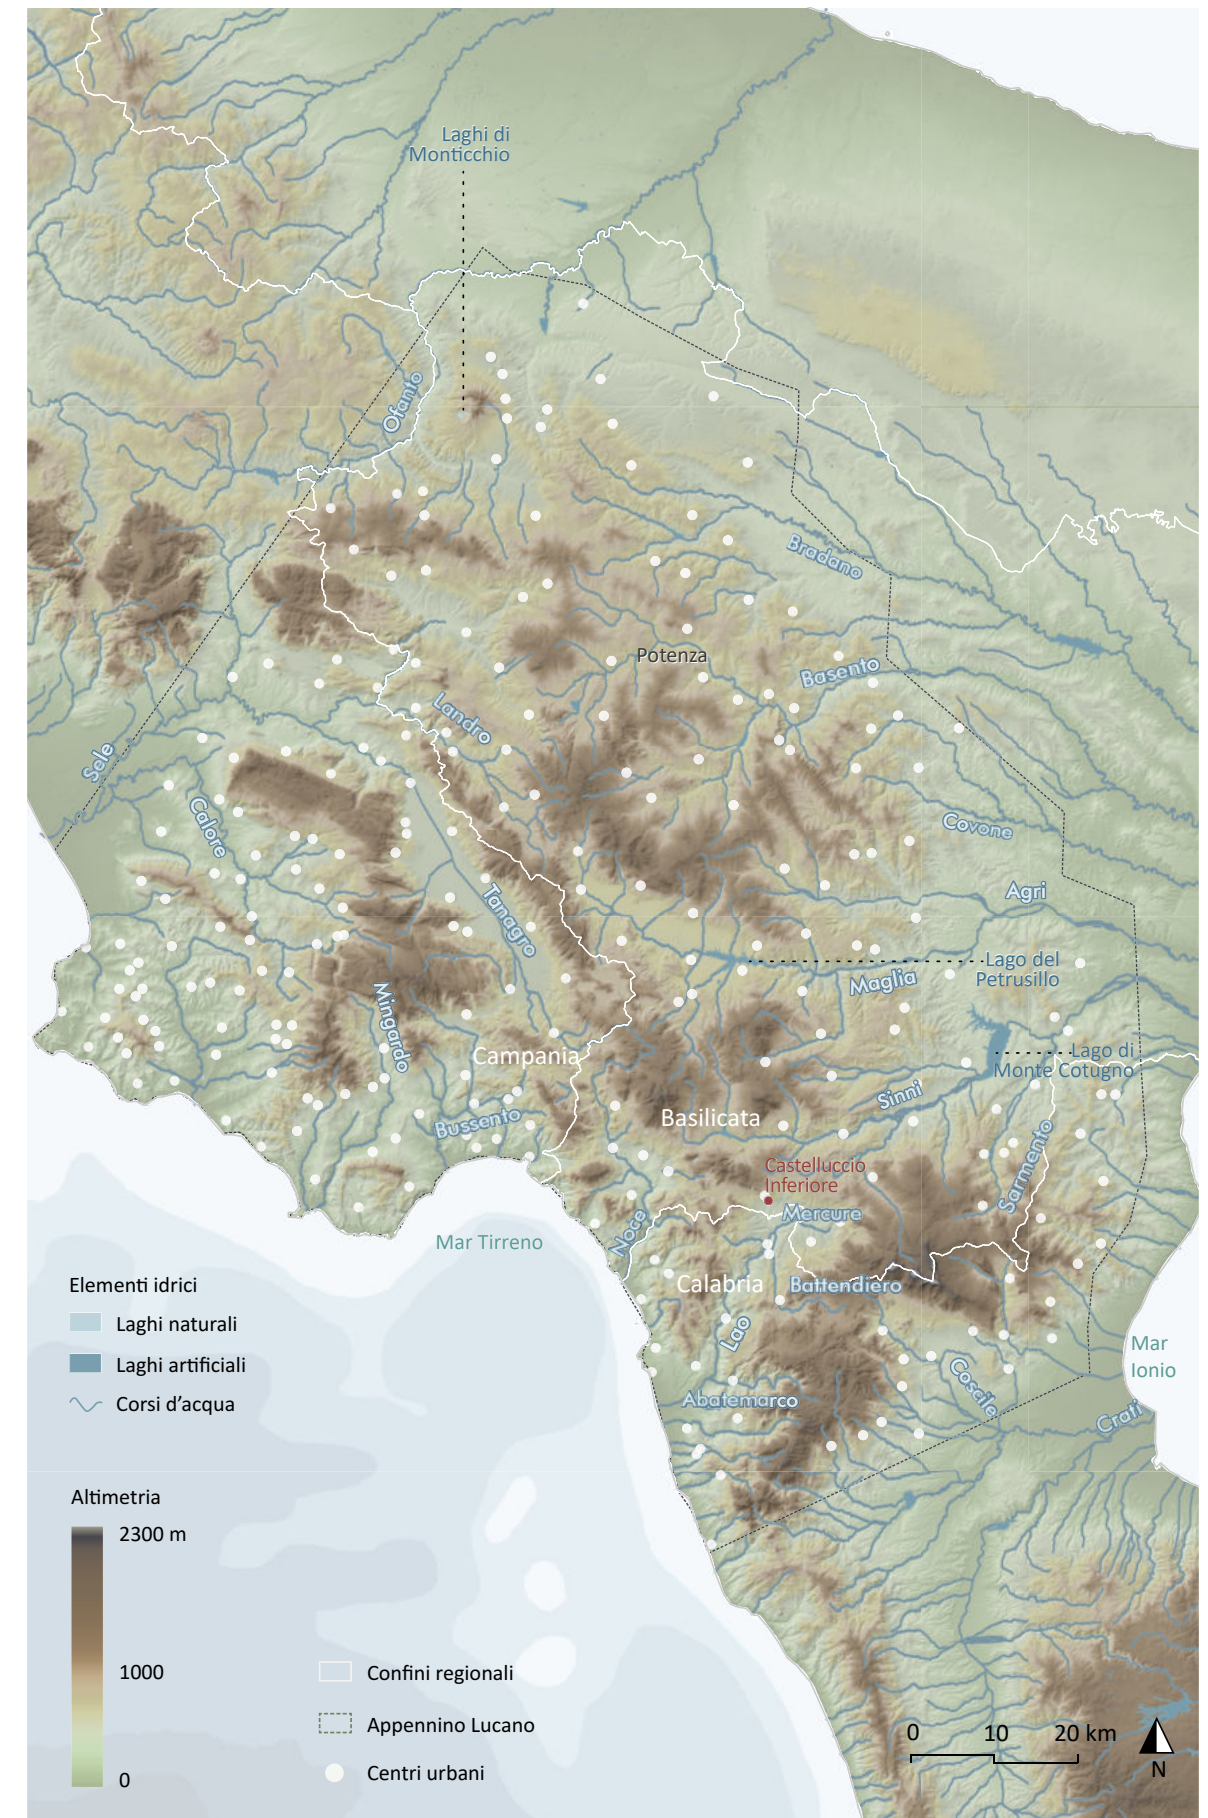 Laghi di
Monticchio
Ofanto
Bradano
Potenza
Basento
Landro
Sele
Calore
Covone
Tanagro
Agri
Lago del
Petrusillo
Maglia
Mingardo
Campania
Lago di
Monte Cotugno
Sinni
Basilicata
Bussento
Sarmento
Castelluccio
Inferiore
Mercure
Noce
Mar Tirreno
Calabria
Battendiero
Elementi idrici
Laghi naturali
Lao
Mar
Ionio
Laghi artificiali
Coscile
Corsi d'acqua
Abatemarco
Crati
Altimetria
2300 m
1000
0
Confini regionali
Appennino Lucano
Centri urbani
0 10 20 km
N